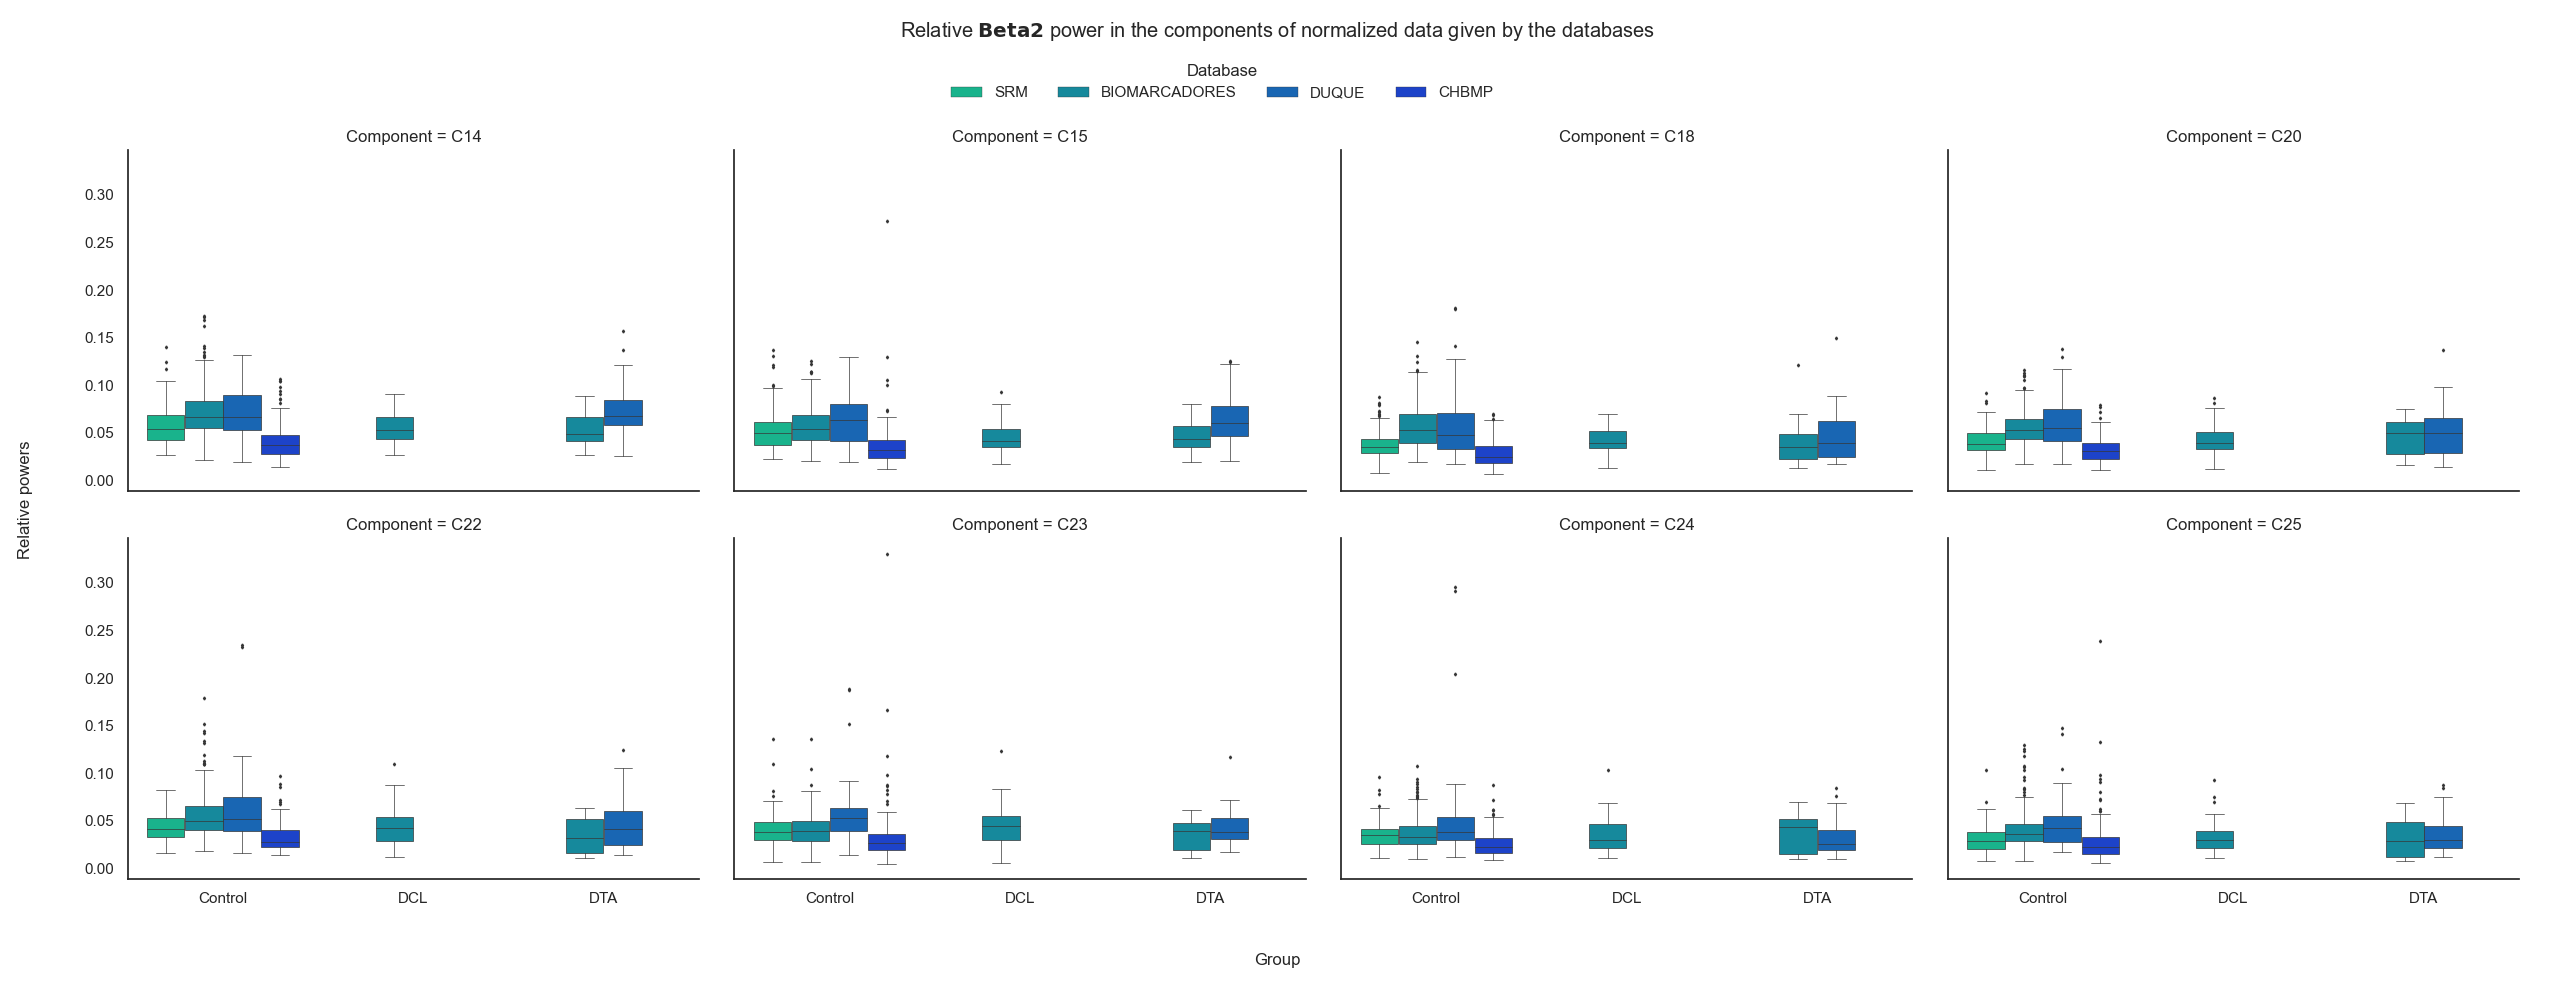 Relative Beta2 power in the components of normalized data given by the databases
Database
SRM BIOMARCADORES DUQUE CHBMP
Component = C14 Component = C15 Component = C18 Component = C20
0.30
0.25
0.20
0.15
0.10
0.05
0.00
Relative powers
Component = C22 Component = C23 Component = C24 Component = C25
0.30
0.25
0.20
0.15
0.10
0.05
0.00
Control DCL DTA Control DCL DTA Control DCL DTA Control DCL DTA
Group